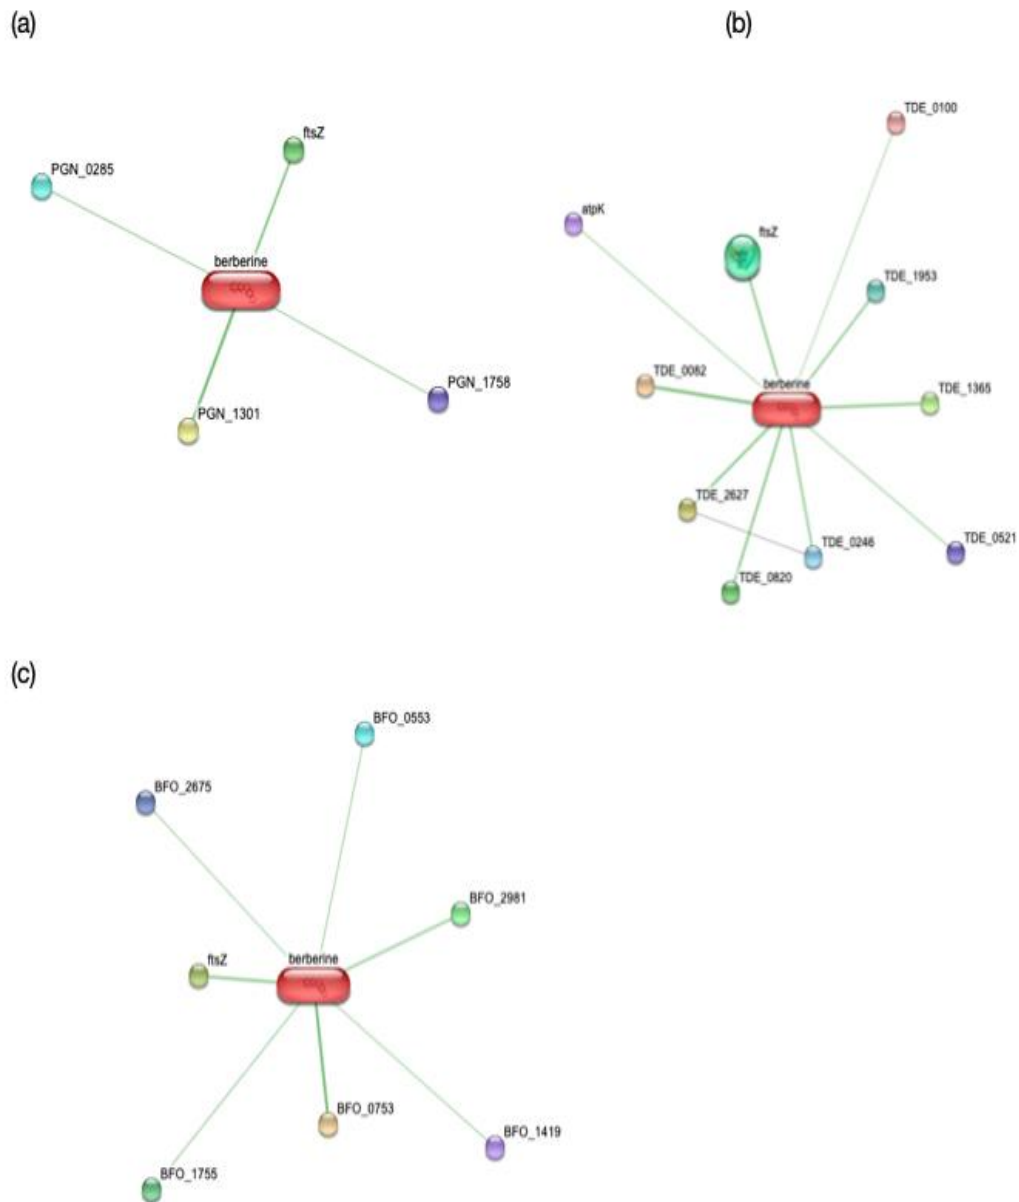 (a)
(b)
ftsZ
PGN_0285
berberine
PGN_1758
PGN_1301
TDE_0100
atpK
ftsZ
TDE_1953
TDE_0082
berberine
TDE_1365
TDE_2627
TDE_0246
TDE_0521
TDE_0820
(c)
BFO_0553
BFO_2675
BFO_2981
ftsZ
berberine
BFO_0753
BFO_1419
BFO_1755